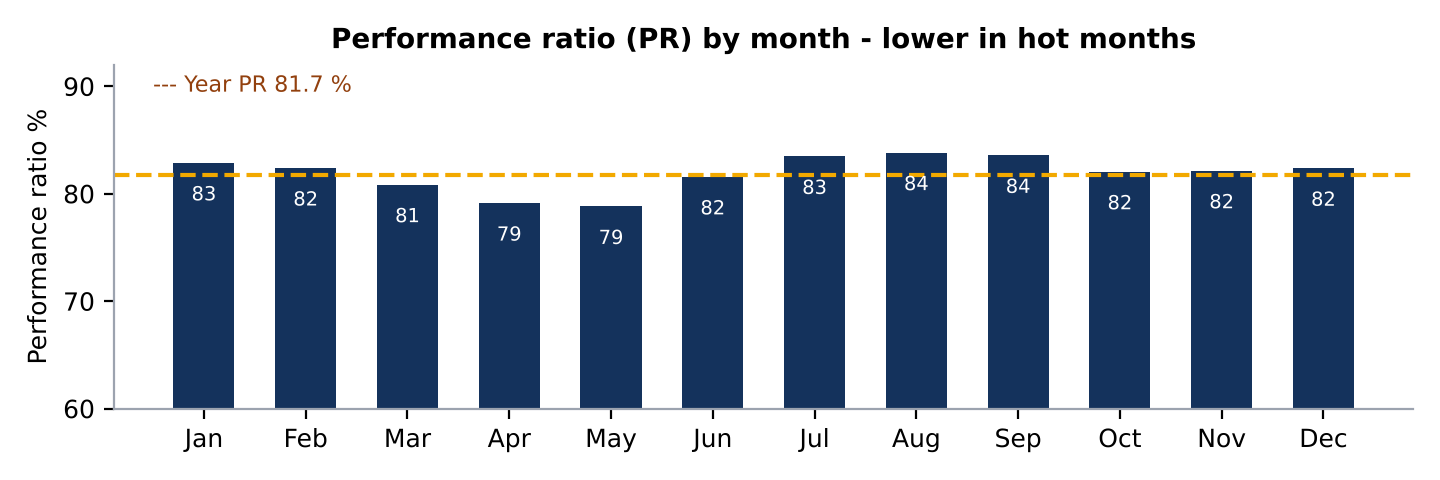 Performance ratio (PR) by month - lower in hot months
--- Year PR 81.7 %
Performance ratio %
90
80
70
60
83
82
81
79
79
82
83
84
84
82
82
82
Jan
Feb
Mar
Apr
May
Jun
Jul
Aug
Sep
Oct
Nov
Dec